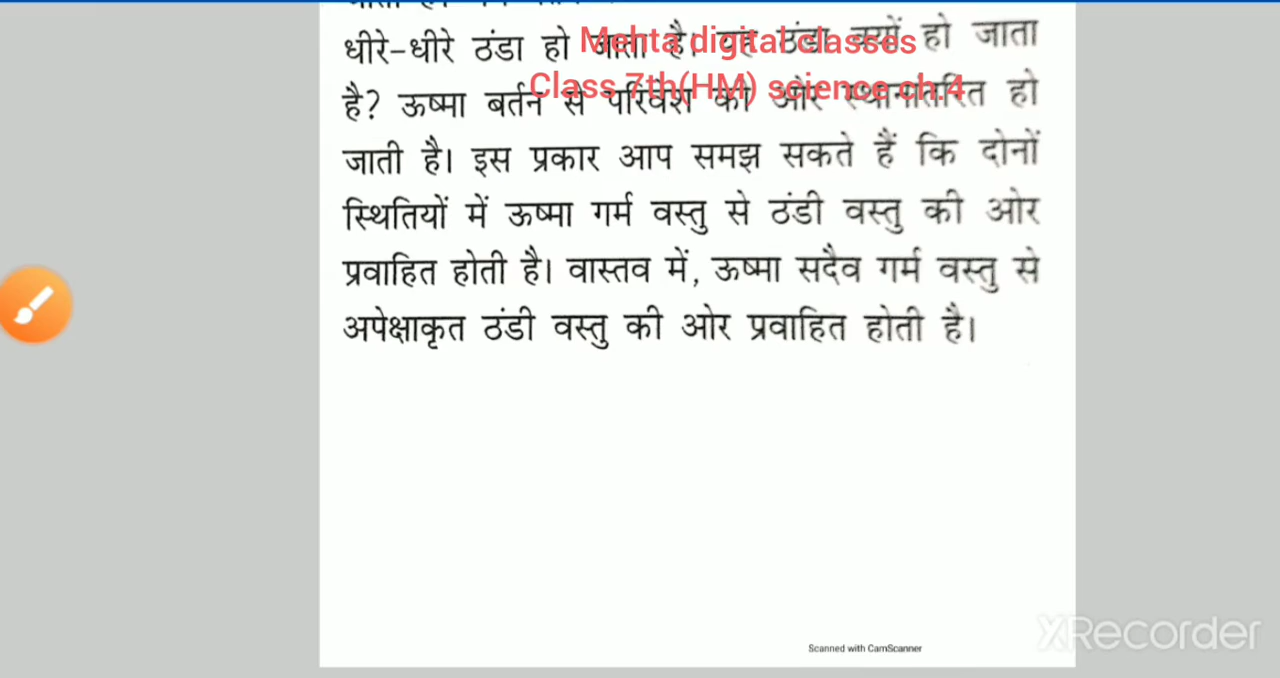 धीरे-धीरे ठंडा हो जाता है। यह ठंडा क्यों हो जाता
Mehta digital classes
है? ऊष्मा बर्तन से परिवेश की ओर स्थानांतरित हो
Class 7th(HM) science ch.4
जाती है। इस प्रकार आप समझ सकते हैं कि दोनों
स्थितियों में ऊष्मा गर्म वस्तु से ठंडी वस्तु की ओर
प्रवाहित होती है। वास्तव में, ऊष्मा सदैव गर्म वस्तु से
अपेक्षाकृत ठंडी वस्तु की ओर प्रवाहित होती है।
XRecorder
Scanned with CamScanner